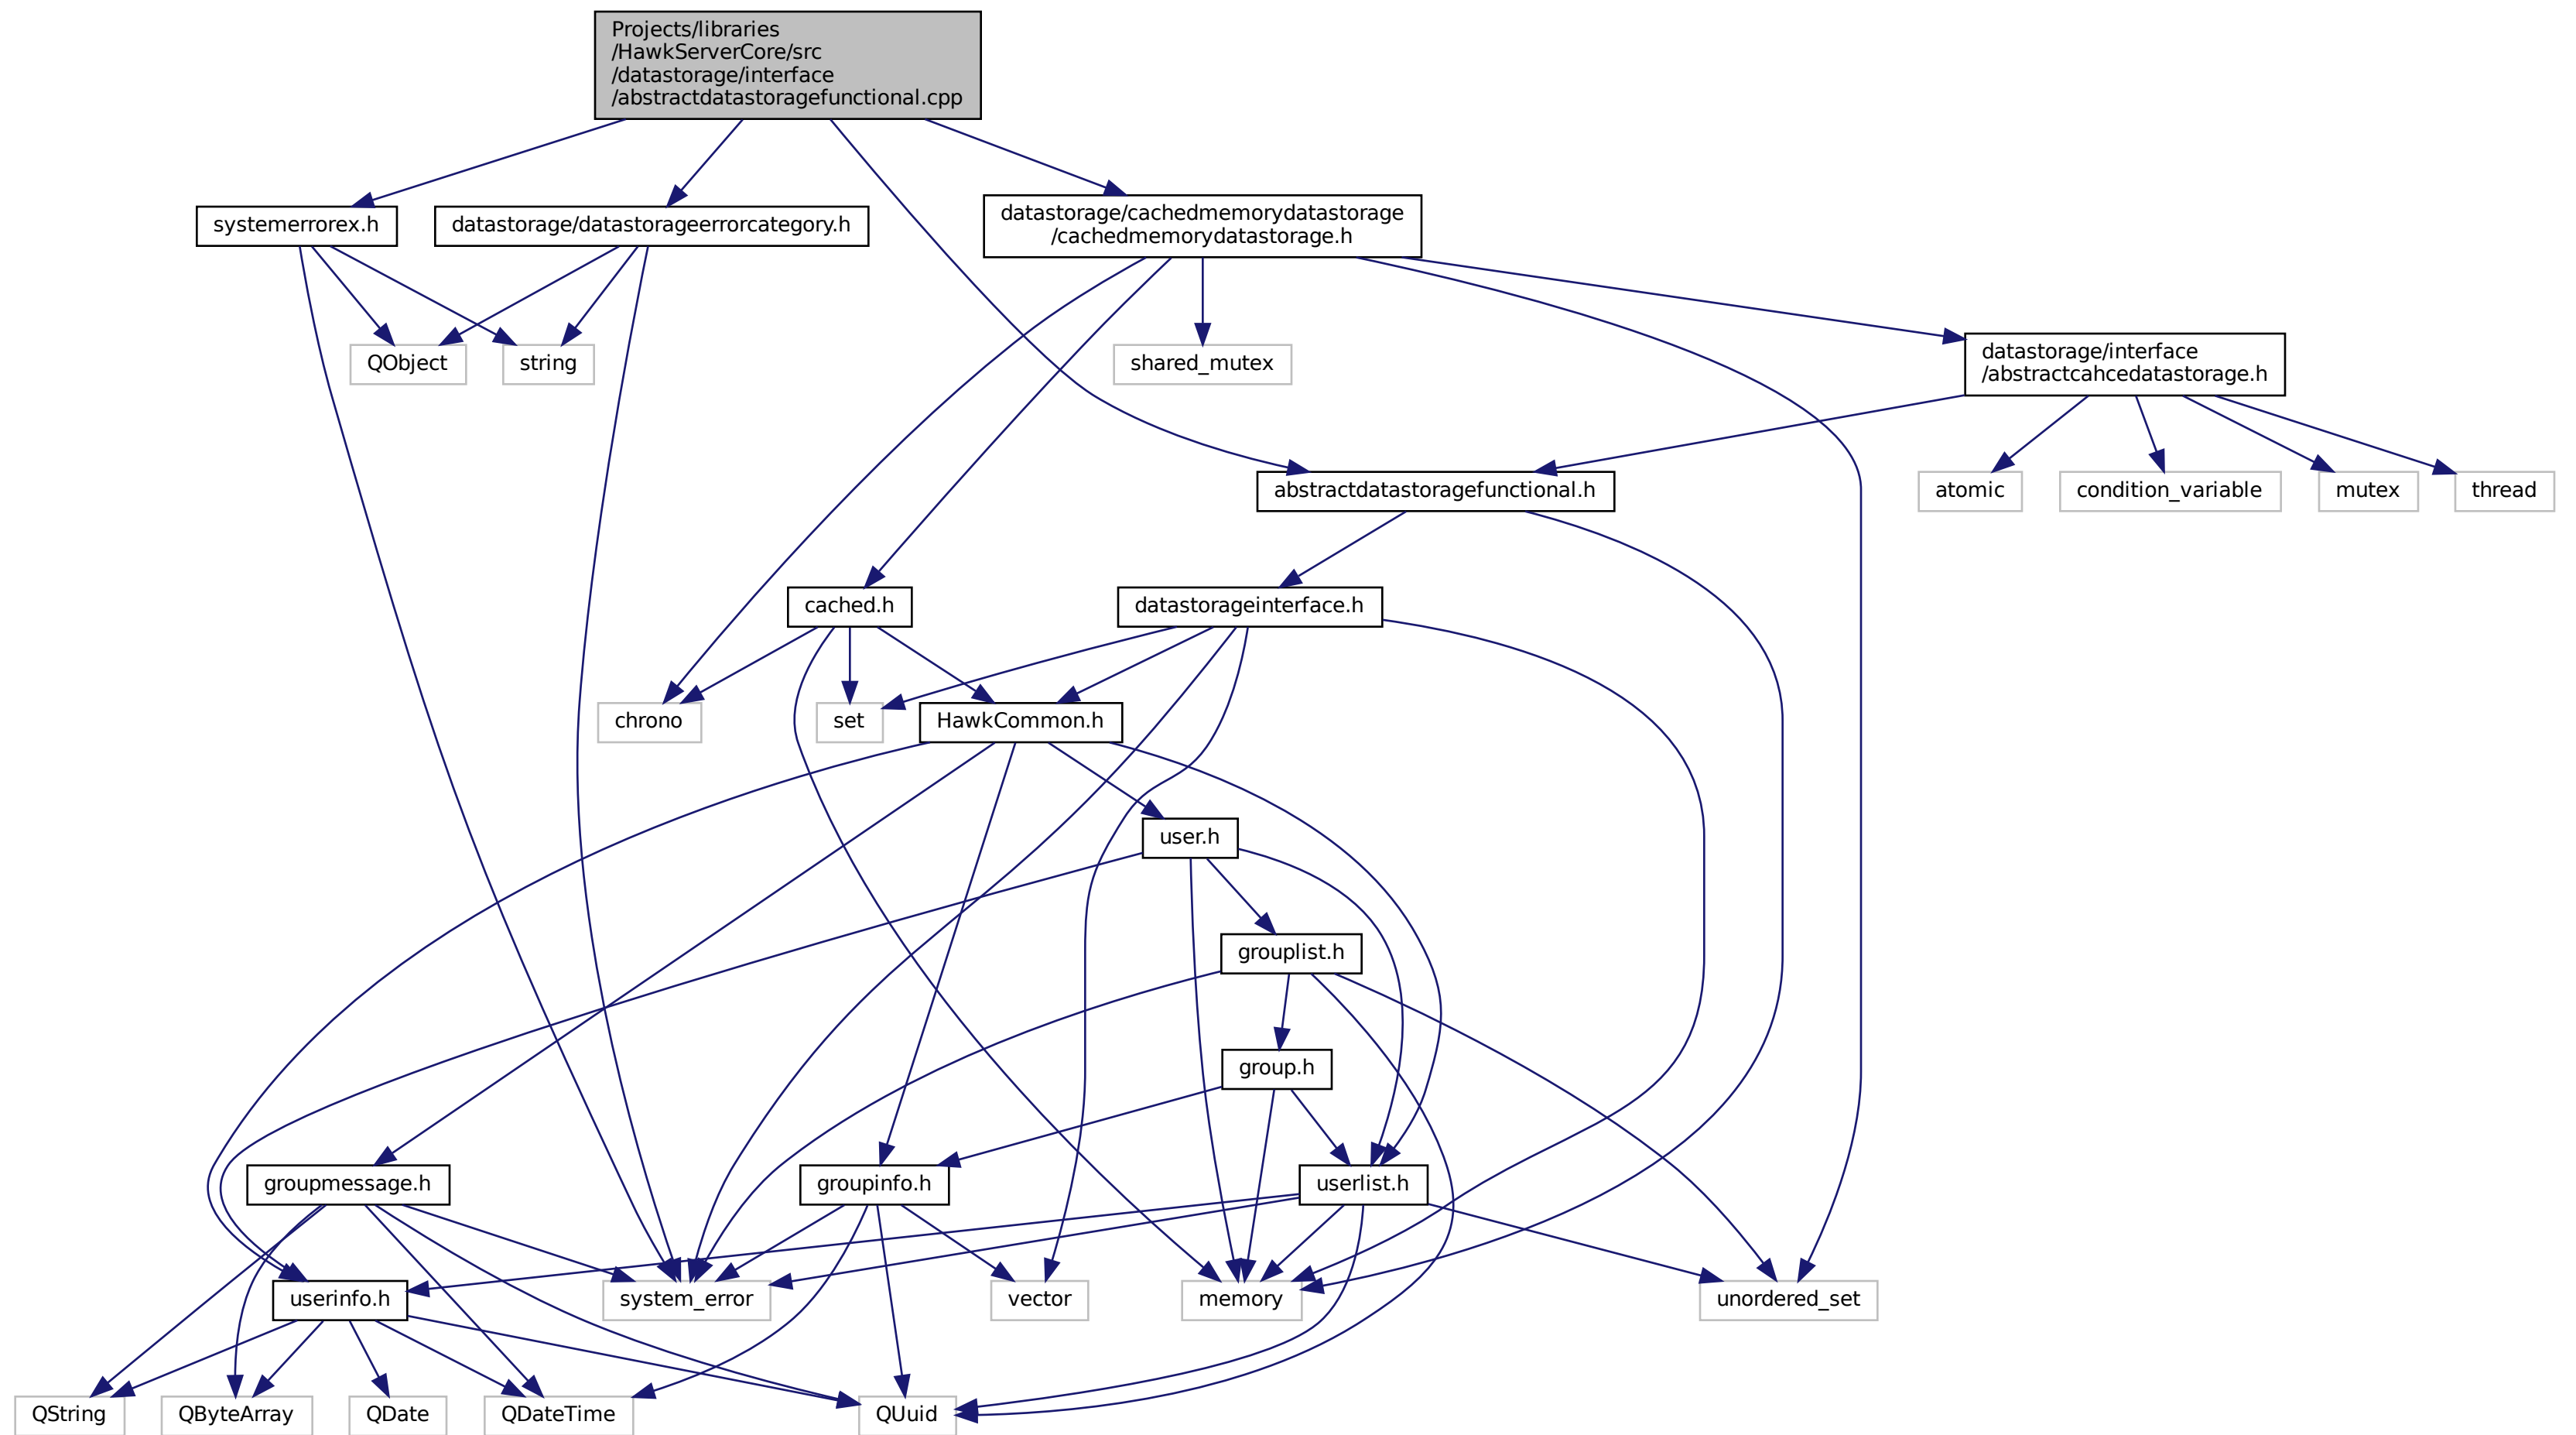 Projects/libraries
/HawkServerCore/src
/datastorage/interface
/abstractdatastoragefunctional.cpp
systemerrorex.h
datastorage/datastorageerrorcategory.h
datastorage/cachedmemorydatastorage
/cachedmemorydatastorage.h
QObject
string
shared_mutex
datastorage/interface
/abstractcahcedatastorage.h
abstractdatastoragefunctional.h
atomic
condition_variable
mutex
thread
cached.h
datastorageinterface.h
chrono
set
HawkCommon.h
user.h
grouplist.h
group.h
groupmessage.h
groupinfo.h
userlist.h
userinfo.h
system_error
vector
memory
unordered_set
QString
QByteArray
QDate
QDateTime
QUuid